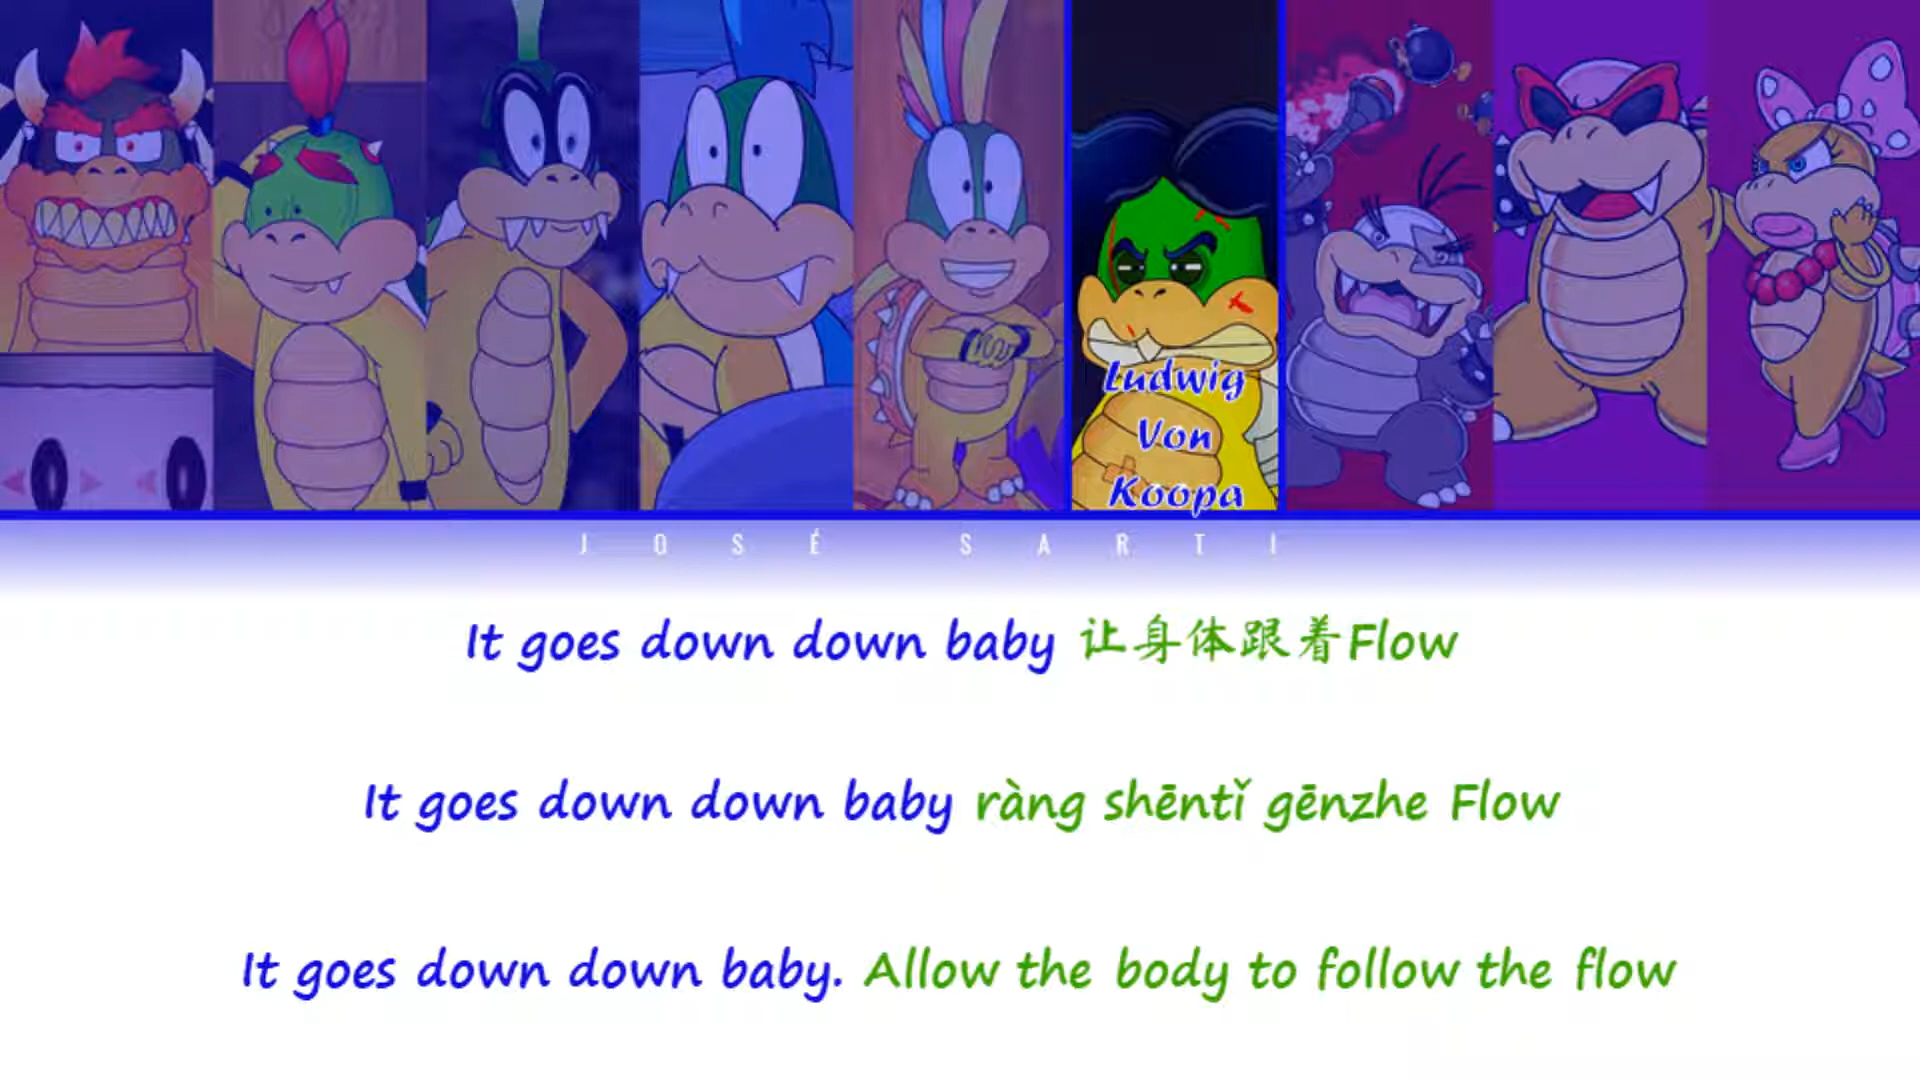 Ludwig
Von
Koopa
JOSÉ SARTI
It goes down down baby 让身体跟着Flow
It goes down down baby ràng shēntǐ gēnzhe Flow
It goes down down baby. Allow the body to follow the flow